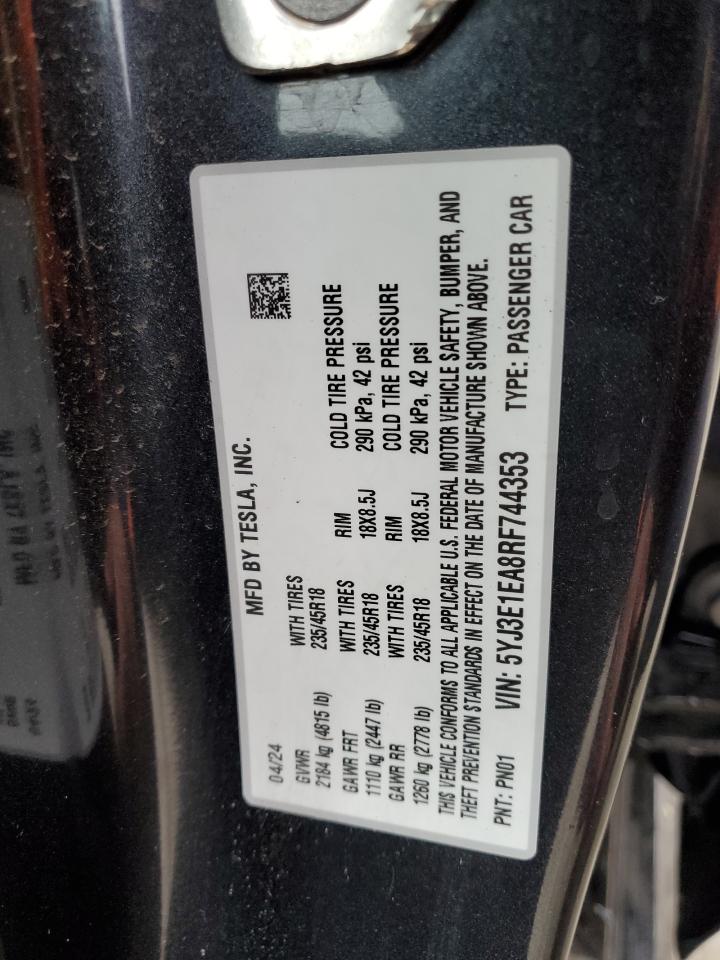 MFD BY TESLA, INC.
04/24
GVWR WITH TIRES
2184 kg (4815 lb) 235/45R18
GAWR FRT WITH TIRES RIM COLD TIRE PRESSURE
1110 kg (2447 lb) 235/45R18 18X8.5J 290 kPa, 42 psi
GAWR RR WITH TIRES RIM COLD TIRE PRESSURE
1260 kg (2778 lb) 235/45R18 18X8.5J 290 kPa, 42 psi
THIS VEHICLE CONFORMS TO ALL APPLICABLE U.S. FEDERAL MOTOR VEHICLE SAFETY, BUMPER, AND
THEFT PREVENTION STANDARDS IN EFFECT ON THE DATE OF MANUFACTURE SHOWN ABOVE.
PNT: PN01 VIN: 5YJ3E1EA8RF744353 TYPE: PASSENGER CAR